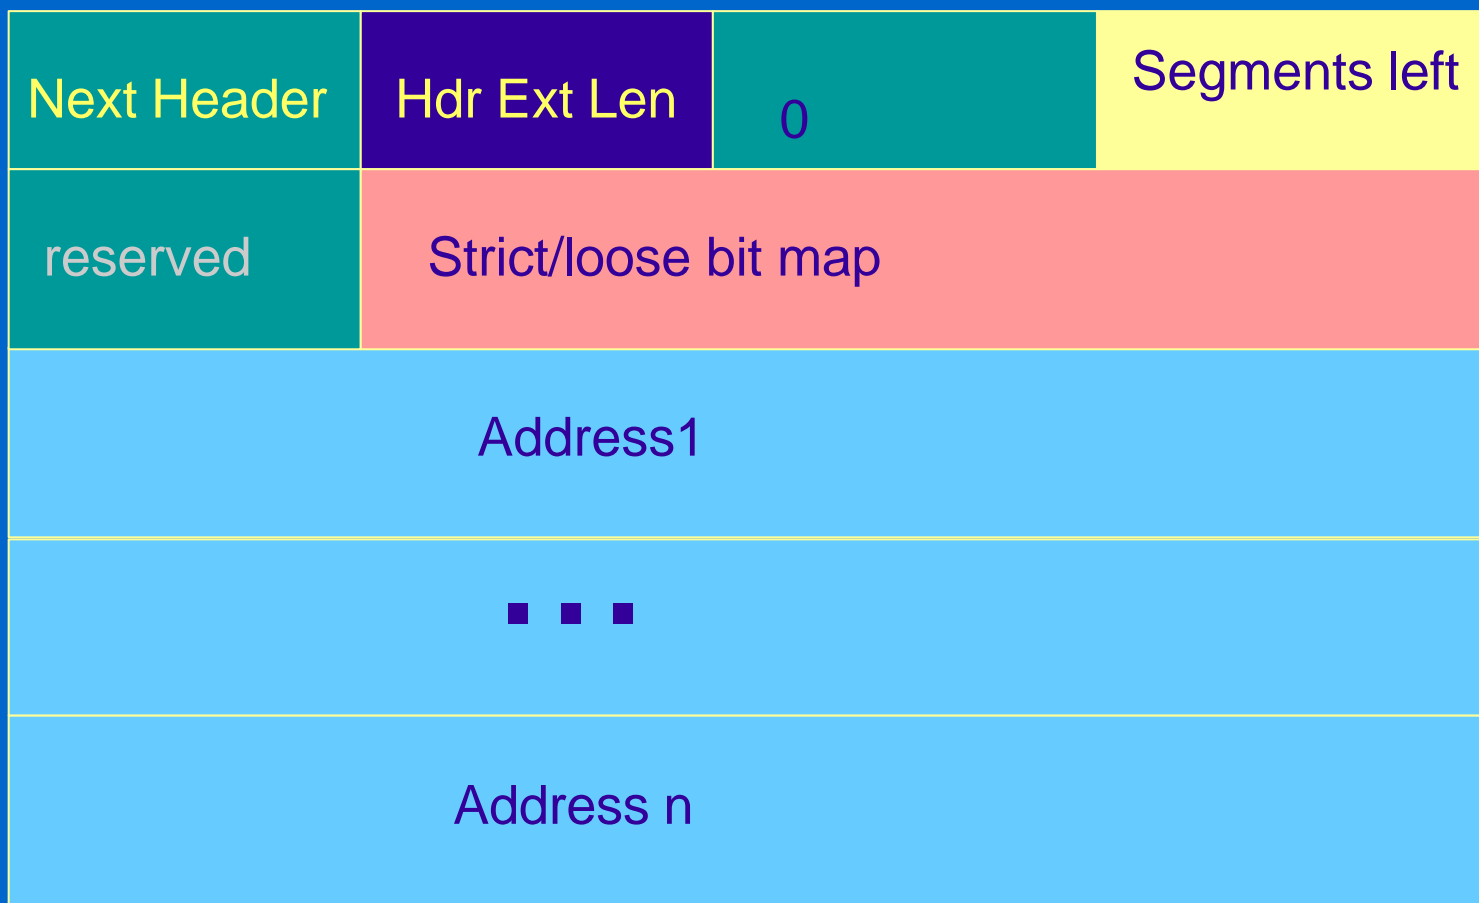 Next Header
Hdr Ext Len
0
Segments left
reserved
Strict/loose bit map
Address1
...
Address n